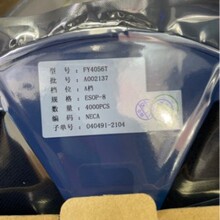 型 号 : FY4056T
批 号 : A002137
档 位 : A档
规 格 : ESOP-8
数 量 : 4000PCS
编 码 : NECA
子单号 : 040491-2104